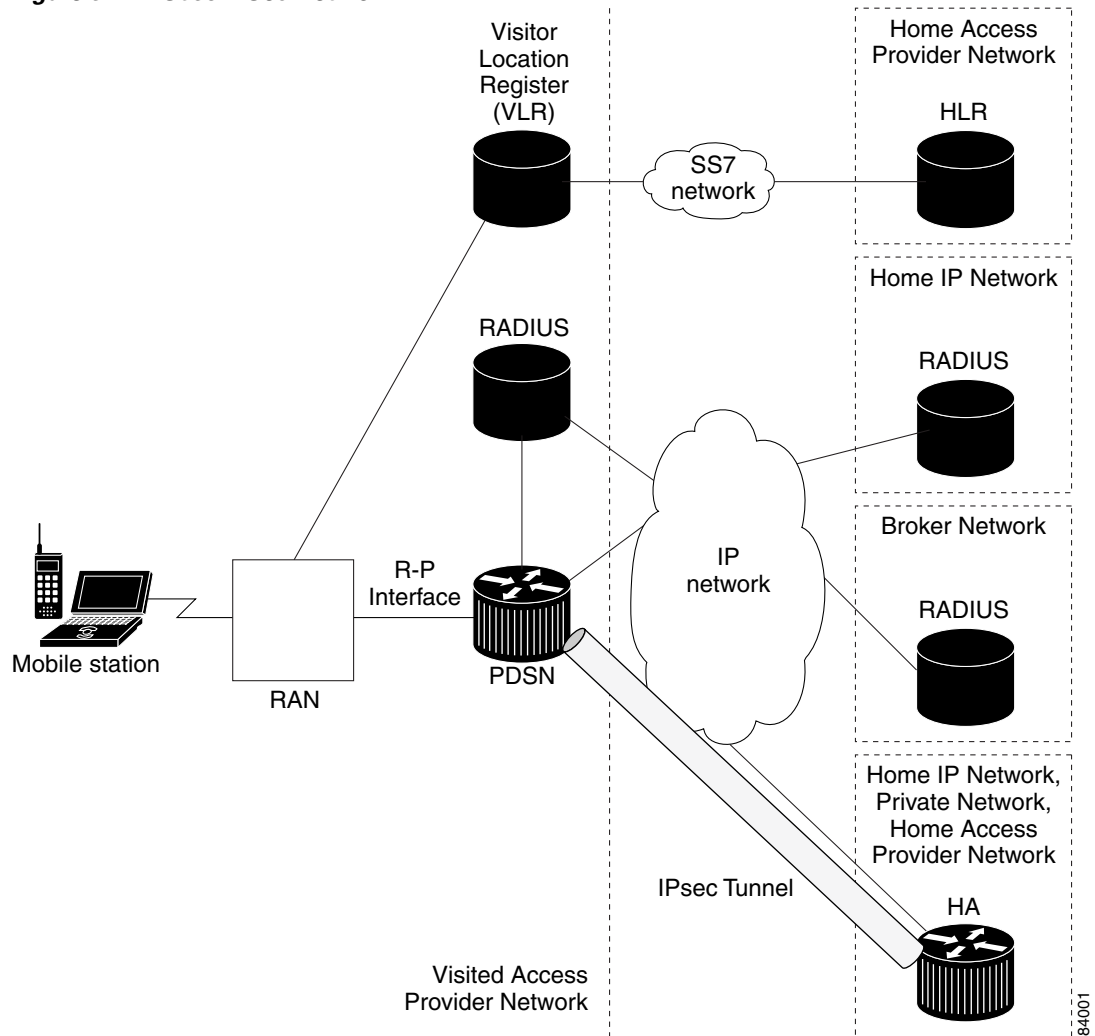 Visitor
Location
Register
(VLR)
Home Access
Provider Network
HLR
SS7
network
Home IP Network
RADIUS
RADIUS
Broker Network
IP
network
R-P
Interface
RADIUS
Mobile station
RAN
PDSN
Home IP Network,
Private Network,
Home Access
Provider Network
IPsec Tunnel
HA
Visited Access
Provider Network
84001